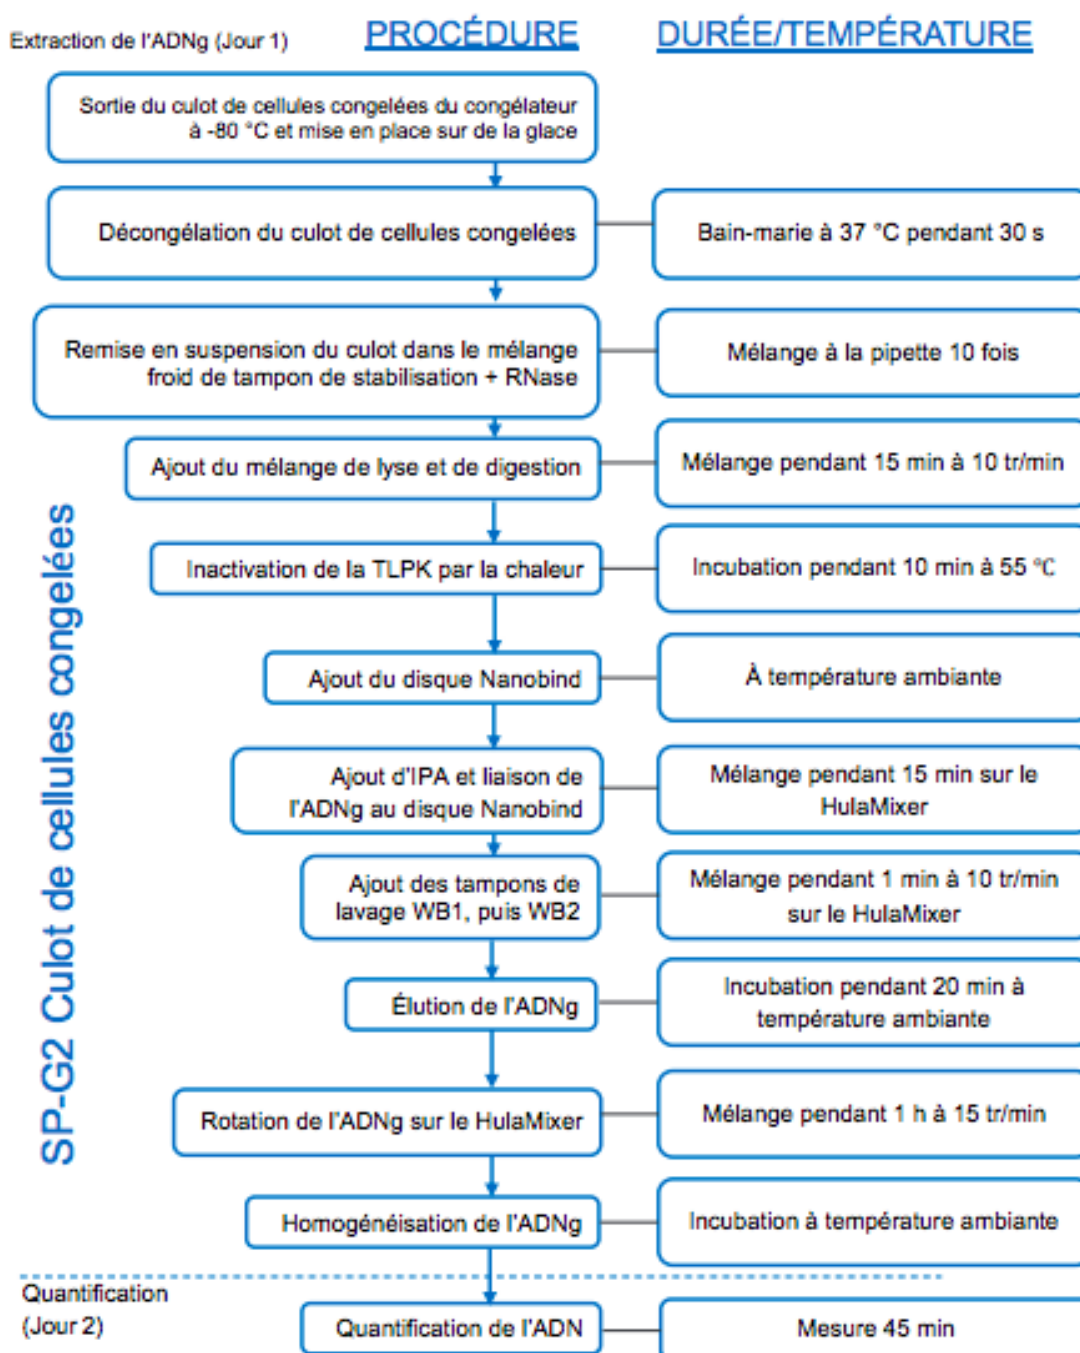 Extraction de l'ADNg (Jour 1)
PROCÉDURE
DURÉE/TEMPÉRATURE
Sortie du culot de cellules congelées du congélateur
à -80 °C et mise en place sur de la glace
Décongélation du culot de cellules congelées
Bain-marie à 37 °C pendant 30 s
Remise en suspension du culot dans le mélange
froid de tampon de stabilisation + RNase
Mélange à la pipette 10 fois
Ajout du mélange de lyse et de digestion
Mélange pendant 15 min à 10 tr/min
Inactivation de la TLPK par la chaleur
Incubation pendant 10 min à 55 °C
Ajout du disque Nanobind
À température ambiante
Ajout d'IPA et liaison de
l'ADNg au disque Nanobind
Mélange pendant 15 min sur le
HulaMixer
Ajout des tampons de
lavage WB1, puis WB2
Mélange pendant 1 min à 10 tr/min
sur le HulaMixer
Élution de l'ADNg
Incubation pendant 20 min à
température ambiante
Rotation de l'ADNg sur le HulaMixer
Mélange pendant 1 h à 15 tr/min
Homogénéisation de l'ADNg
Incubation à température ambiante
SP-G2 Culot de cellules congelées
Quantification
(Jour 2)
Quantification de l'ADN
Mesure 45 min